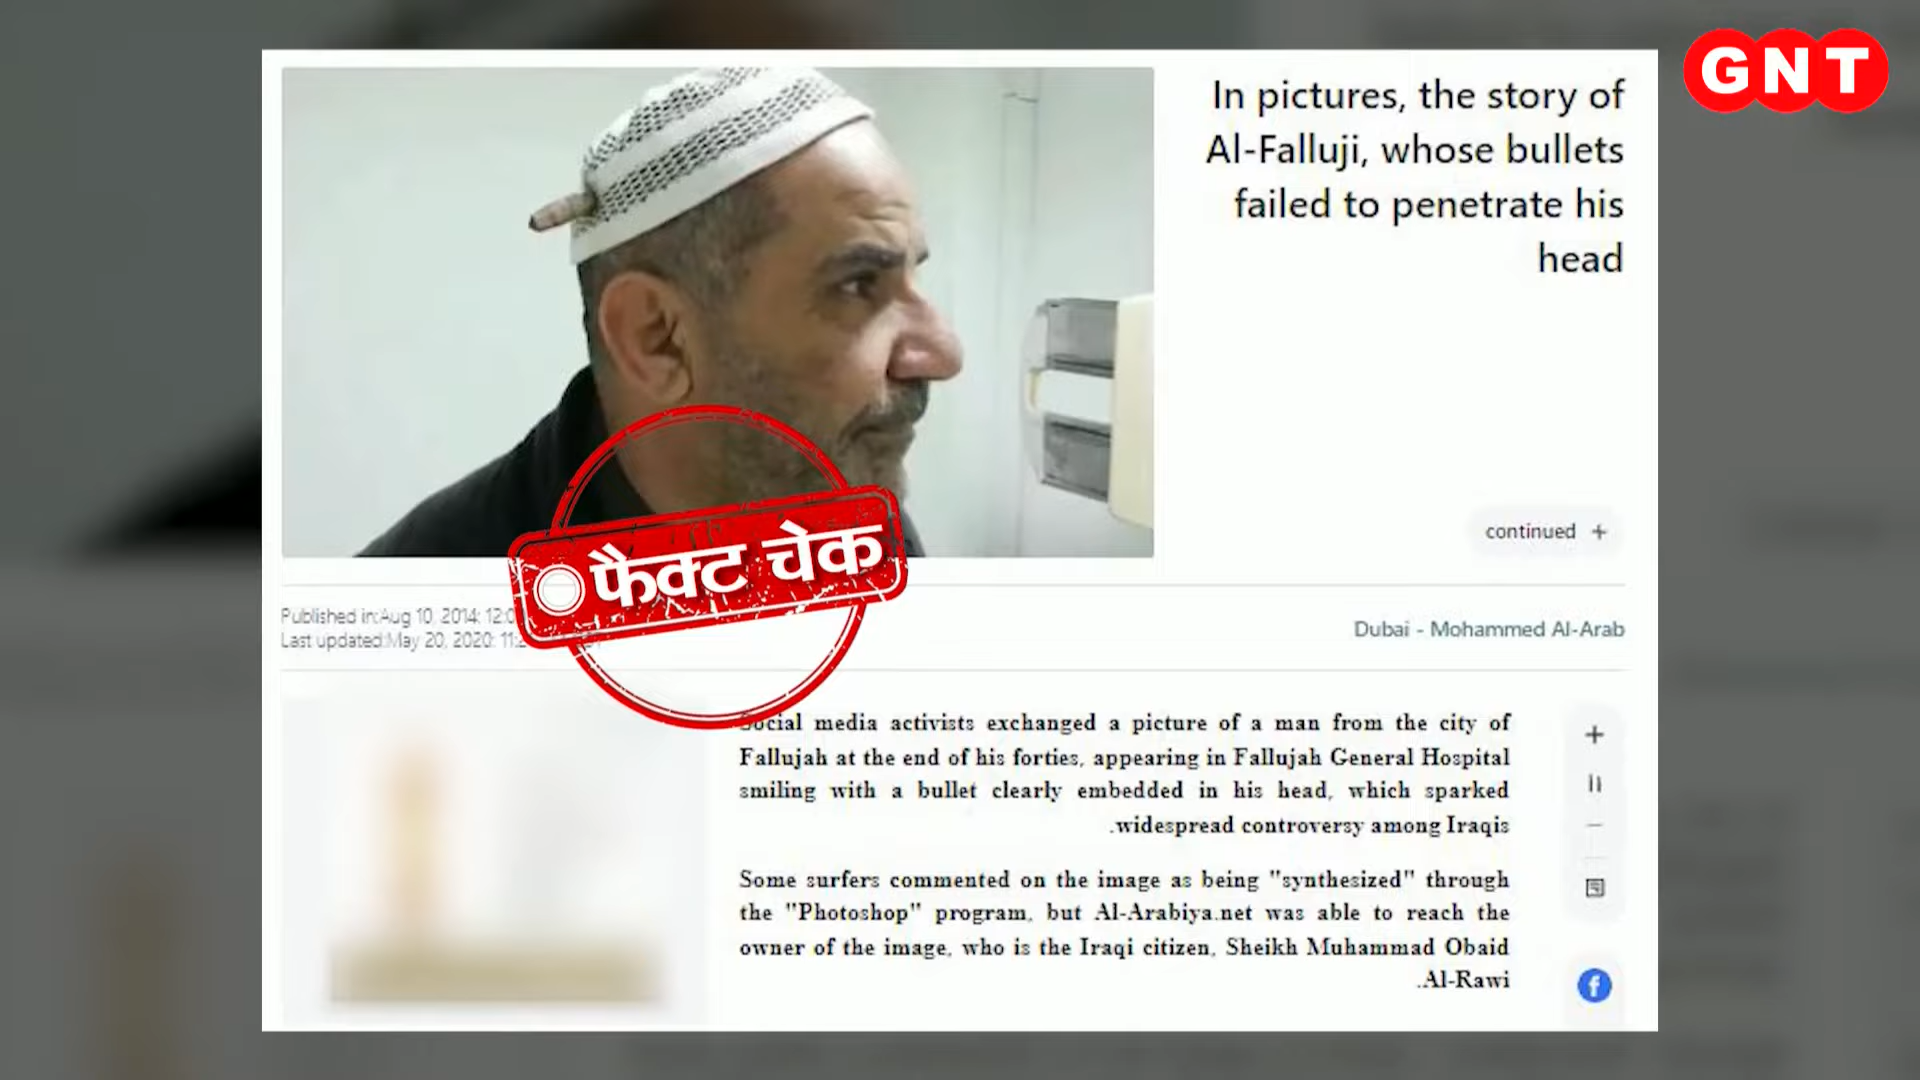 GNT
In pictures, the story of
Al-Falluji, whose bullets
failed to penetrate his
head
continued +
फैक्ट चेक
Published in:Aug 10, 2014: 12:0
Last updated:May 20, 2020: 11:
Dubai - Mohammed Al-Arab
Social media activists exchanged a picture of a man from the city of
Fallujah at the end of his forties, appearing in Fallujah General Hospital
smiling with a bullet clearly embedded in his head, which sparked
.widespread controversy among Iraqis
Some surfers commented on the image as being "synthesized" through
the "Photoshop" program, but Al-Arabiya.net was able to reach the
owner of the image, who is the Iraqi citizen, Sheikh Muhammad Obaid
.Al-Rawi